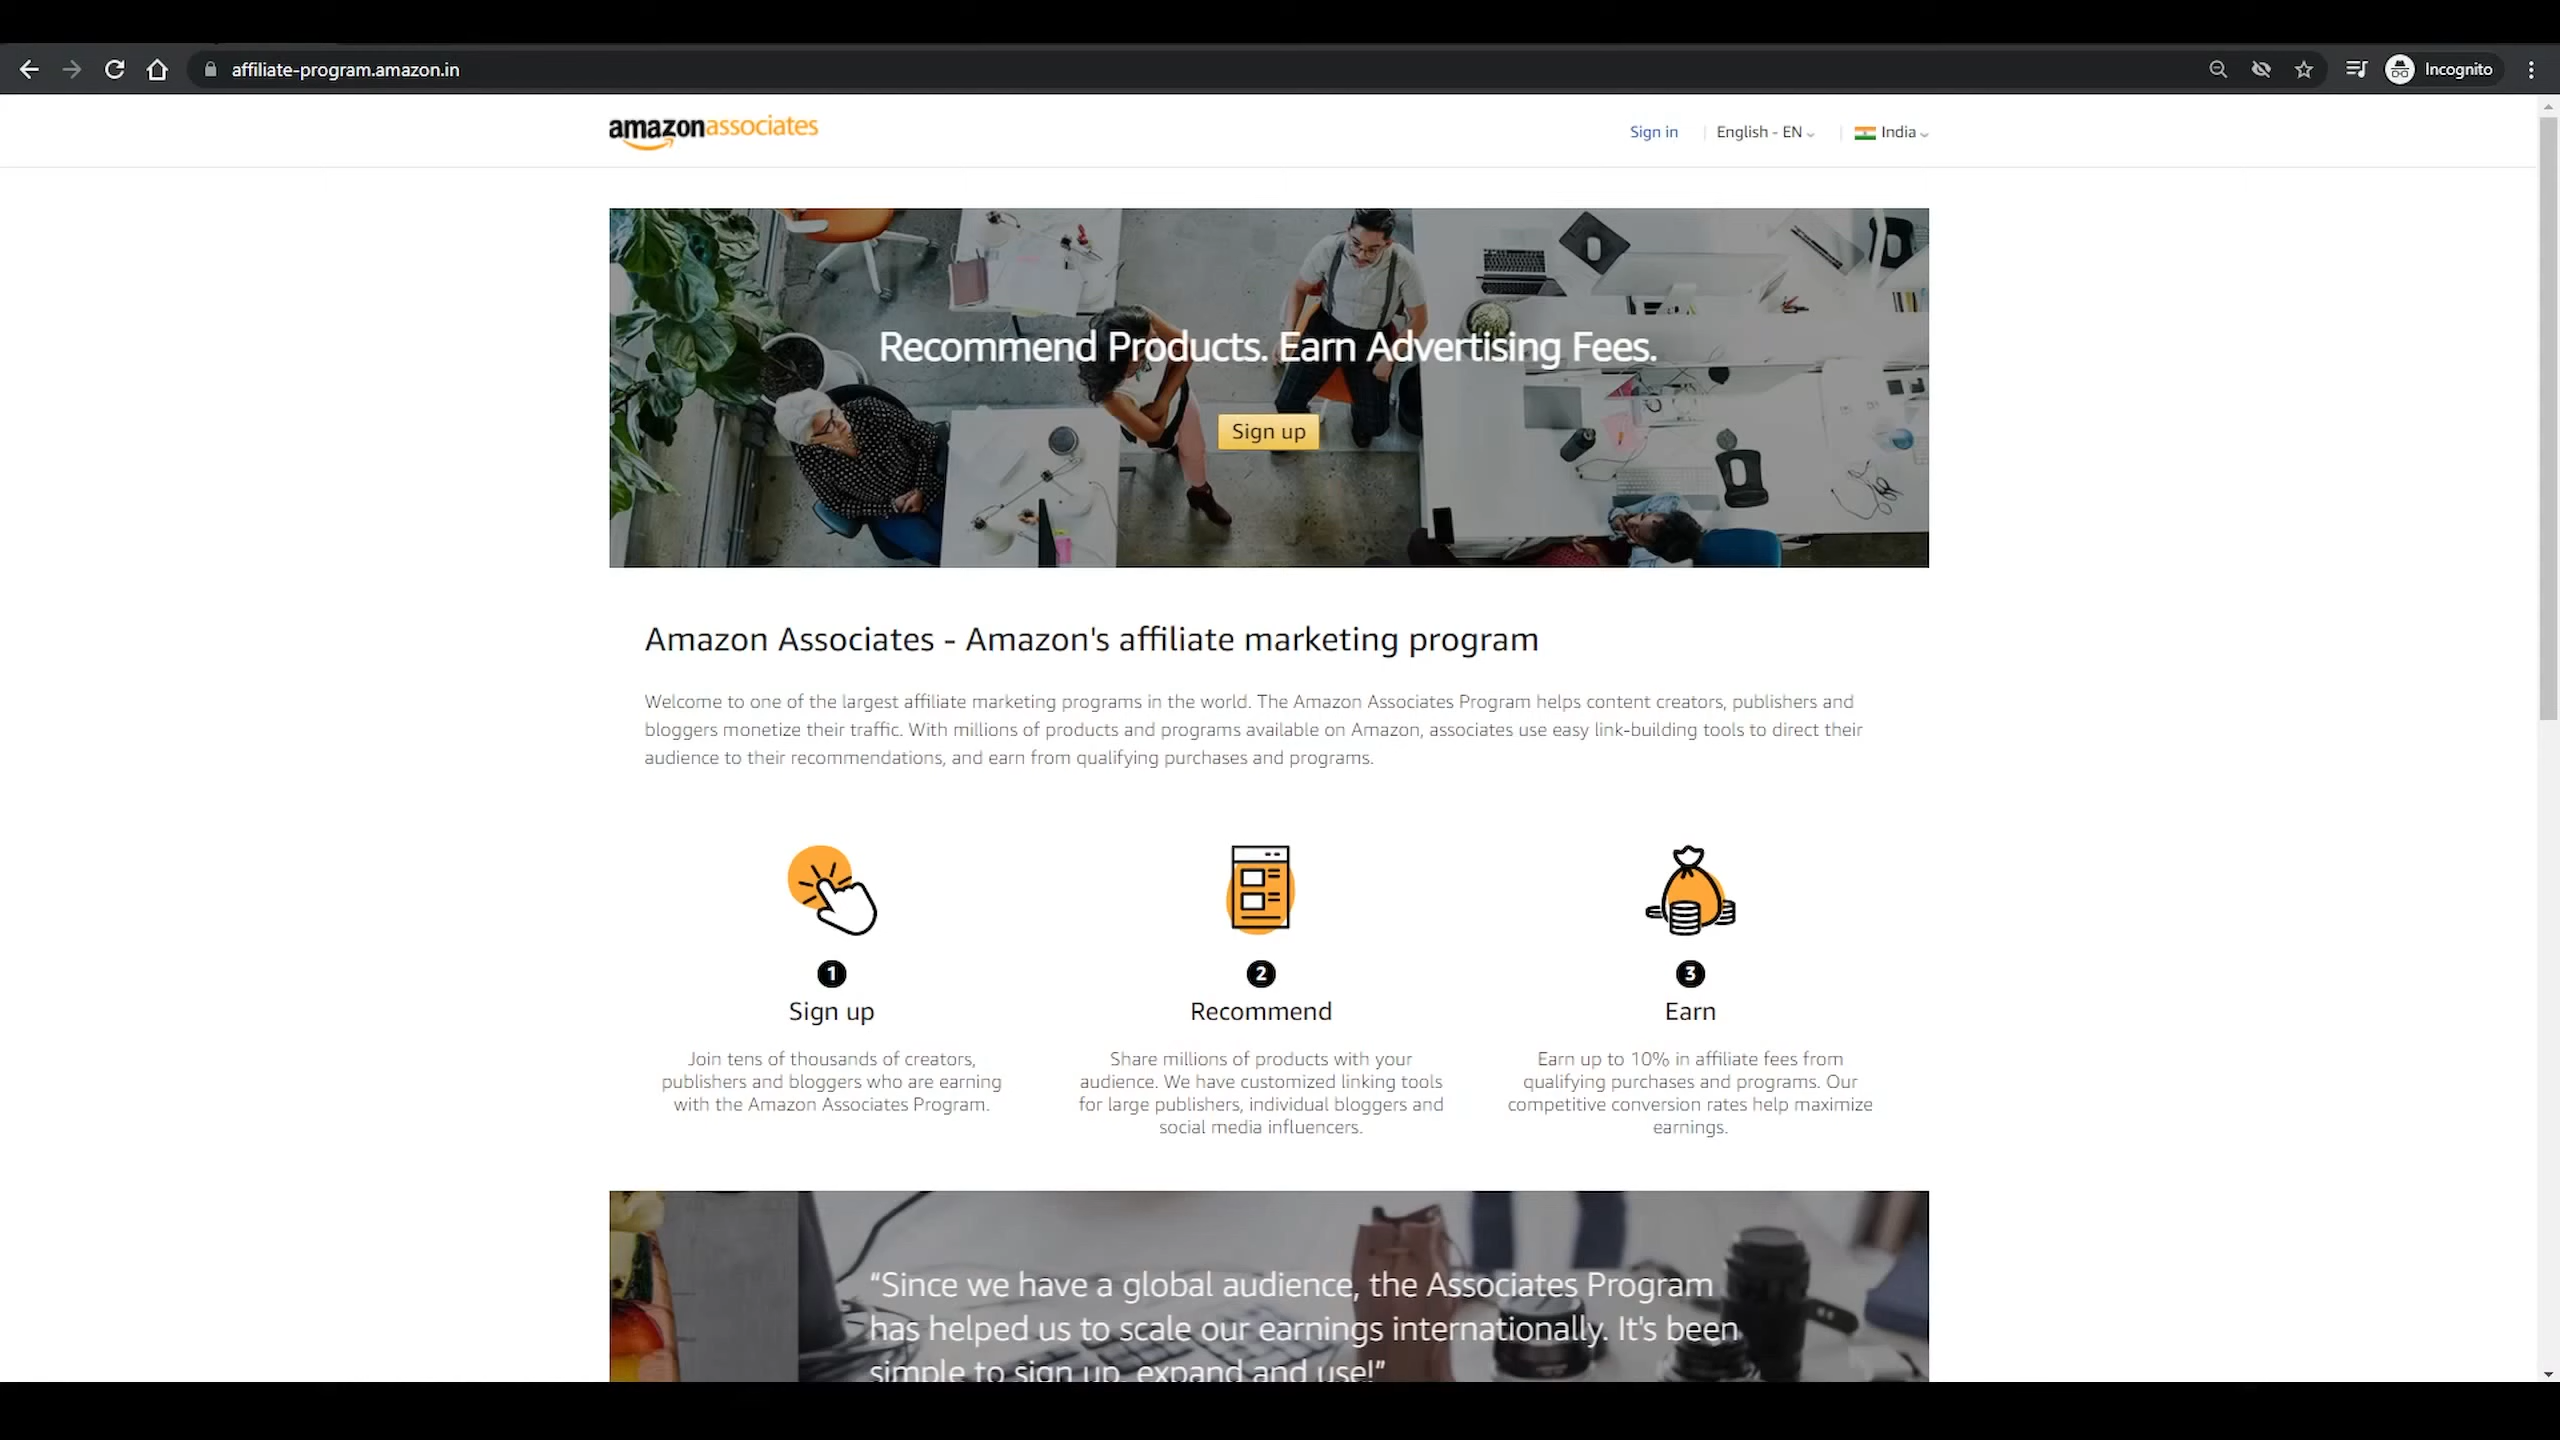 affiliate-program.amazon.in
Incognito
amazonassociates
Sign in
English - EN
India
Recommend Products. Earn Advertising Fees.
Sign up
Amazon Associates - Amazon's affiliate marketing program
Welcome to one of the largest affiliate marketing programs in the world. The Amazon Associates Program helps content creators, publishers and
bloggers monetize their traffic. With millions of products and programs available on Amazon, associates use easy link-building tools to direct their
audience to their recommendations, and earn from qualifying purchases and programs.
1
Sign up
Join tens of thousands of creators,
publishers and bloggers who are earning
with the Amazon Associates Program.
2
Recommend
Share millions of products with your
audience. We have customized linking tools
for large publishers, individual bloggers and
social media influencers.
3
Earn
Earn up to 10% in affiliate fees from
qualifying purchases and programs. Our
competitive conversion rates help maximize
earnings.
“Since we have a global audience, the Associates Program
has helped us to scale our earnings internationally. It's been
simple to sign up, expand and use!”